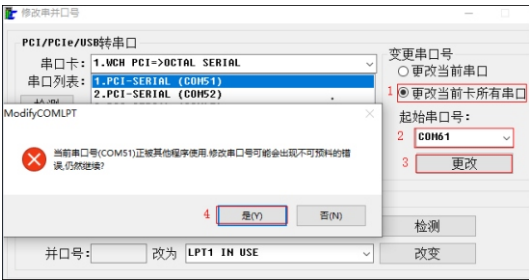 修改串并口号
PCI/PCIe/USB转串口
串口卡: 1.WCH PCI=>OCTAL SERIAL
串口列表: 1.PCI-SERIAL (COM51)
2.PCI-SERIAL (COM52)
变更串口号
更改当前串口
1 更改当前卡所有串口
起始串口号:
2 COM61
3 更改
ModifyCOMLPT
当前串口号(COM51)正被其他程序使用.修改串口号可能会出现不可预料的错
误,仍然继续?
4 是(Y) 否(N)
检测
并口号: 改为 LPT1 IN USE 改变